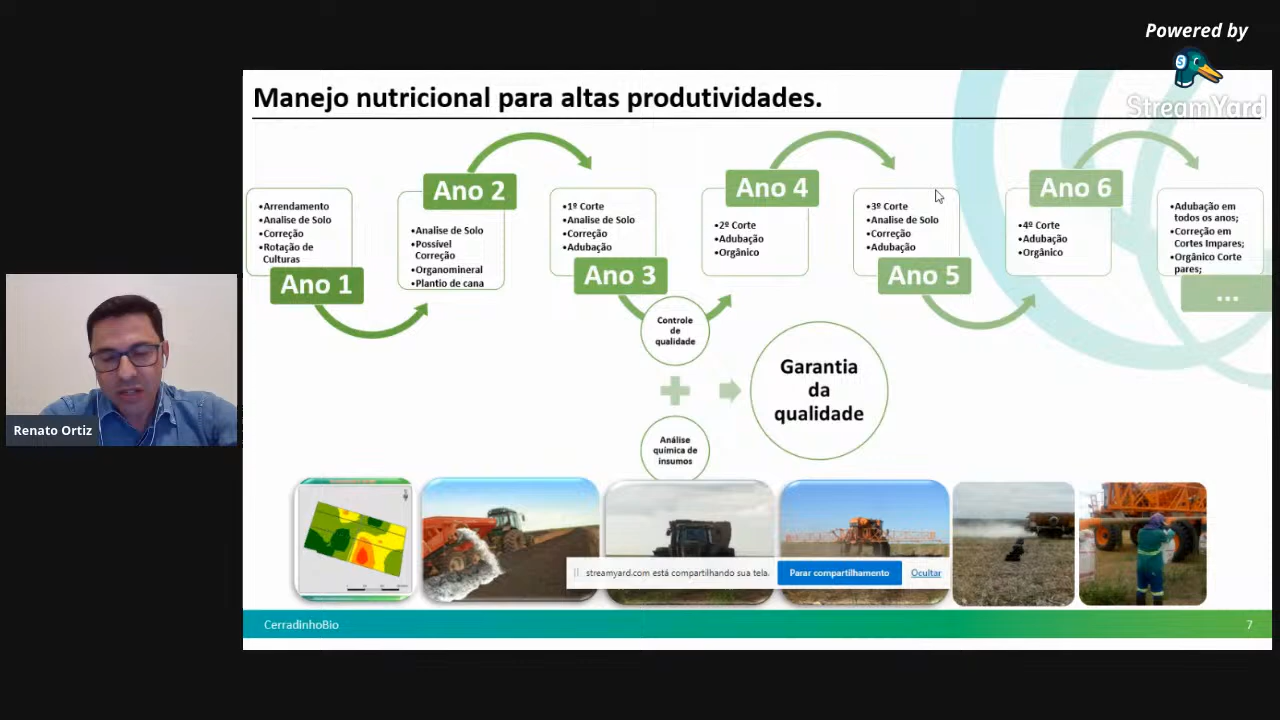 Powered by
StreamYard
Manejo nutricional para altas produtividades.
•Arrendamento
•Analise de Solo
•Correção
•Rotação de
Culturas
Ano 1
Ano 2
•Analise de Solo
•Possível
Correção
•Organomineral
•Plantio de cana
•1º Corte
•Analise de Solo
•Correção
•Adubação
Ano 3
Ano 4
•2º Corte
•Adubação
•Orgânico
•3º Corte
•Analise de Solo
•Correção
•Adubação
Ano 5
Ano 6
•4º Corte
•Adubação
•Orgânico
•Adubação em
todos os anos;
•Correção em
Cortes Impares;
•Orgânico Corte
pares;
...
Controle
de
qualidade
Análise
química de
insumos
Garantia
da
qualidade
Renato Ortiz
streamyard.com está compartilhando sua tela.
Parar compartilhamento
Ocultar
CerradinhoBio
7